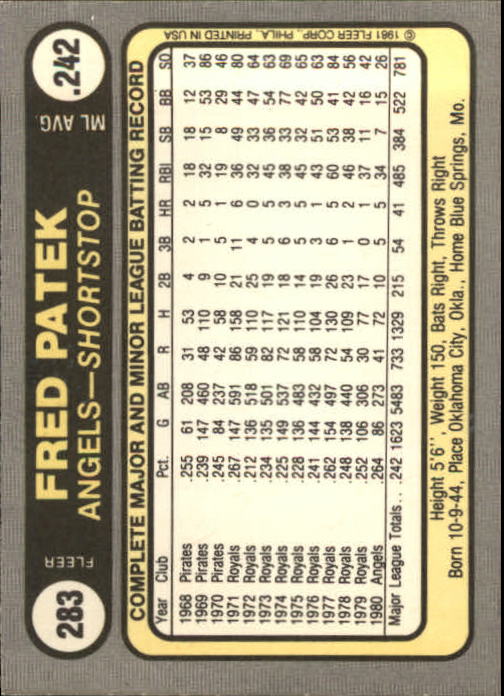 283 FLEER
FRED PATEK
ANGELS—SHORTSTOP
ML AVG. .242
COMPLETE MAJOR AND MINOR LEAGUE BATTING RECORD
Year Club Pct. G AB R H 2B 3B HR RBI SB BB SO
1968 Pirates .255 61 208 31 53 4 2 2 18 18 12 37
1969 Pirates .239 147 460 48 110 9 1 5 32 15 53 86
1970 Pirates .245 84 237 42 58 10 5 1 19 8 29 46
1971 Royals .267 147 591 86 158 21 11 6 36 49 44 80
1972 Royals .212 136 518 59 110 25 4 0 32 33 47 64
1973 Royals .234 135 501 82 117 19 5 5 45 36 54 63
1974 Royals .225 149 537 72 121 18 6 3 38 33 77 69
1975 Royals .228 136 483 58 110 14 5 5 45 32 42 65
1976 Royals .241 144 432 58 104 19 3 1 43 51 50 63
1977 Royals .262 154 497 72 130 26 6 5 60 53 41 84
1978 Royals .248 138 440 54 109 23 1 2 46 38 42 56
1979 Royals .252 106 306 30 77 17 0 1 37 11 16 42
1980 Angels .264 86 273 41 72 10 5 5 34 7 15 26
Major League Totals... .242 1623 5483 733 1329 215 54 41 485 384 522 781
© 1981 FLEER CORP., PHILA., PRINTED IN USA
Height 5'6'', Weight 150, Bats Right, Throws Right
Born 10-9-44, Place Oklahoma City, Okla., Home Blue Springs, Mo.